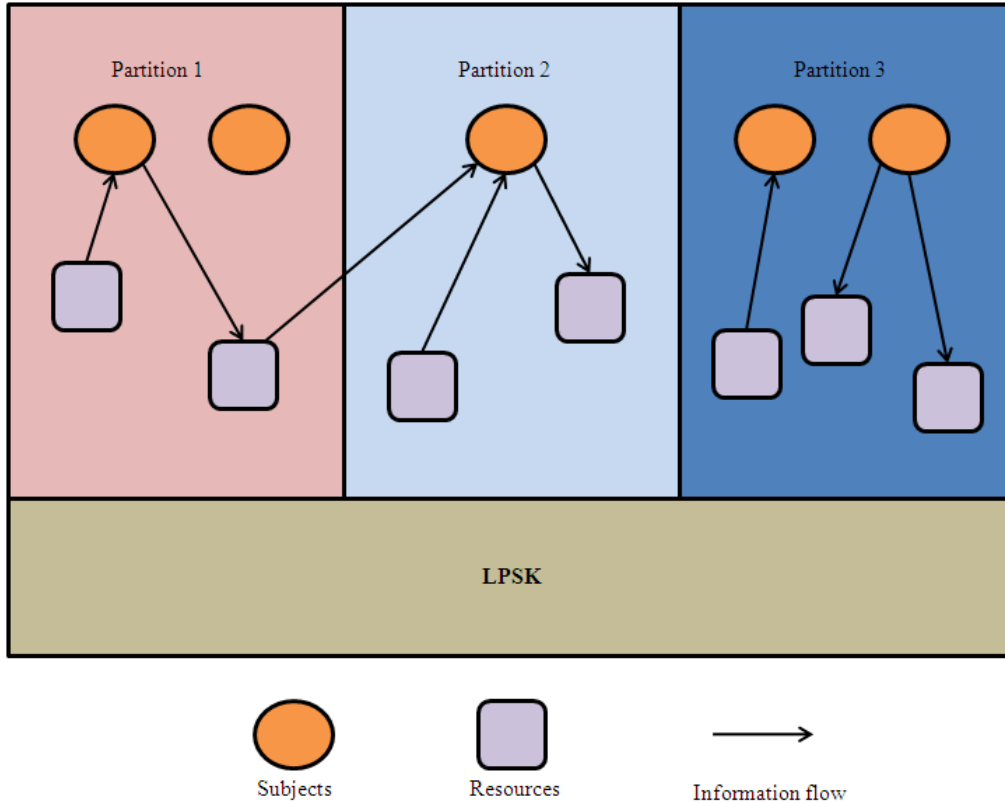 Partition 1
Partition 2
Partition 3
LPSK
Subjects
Resources
Information flow